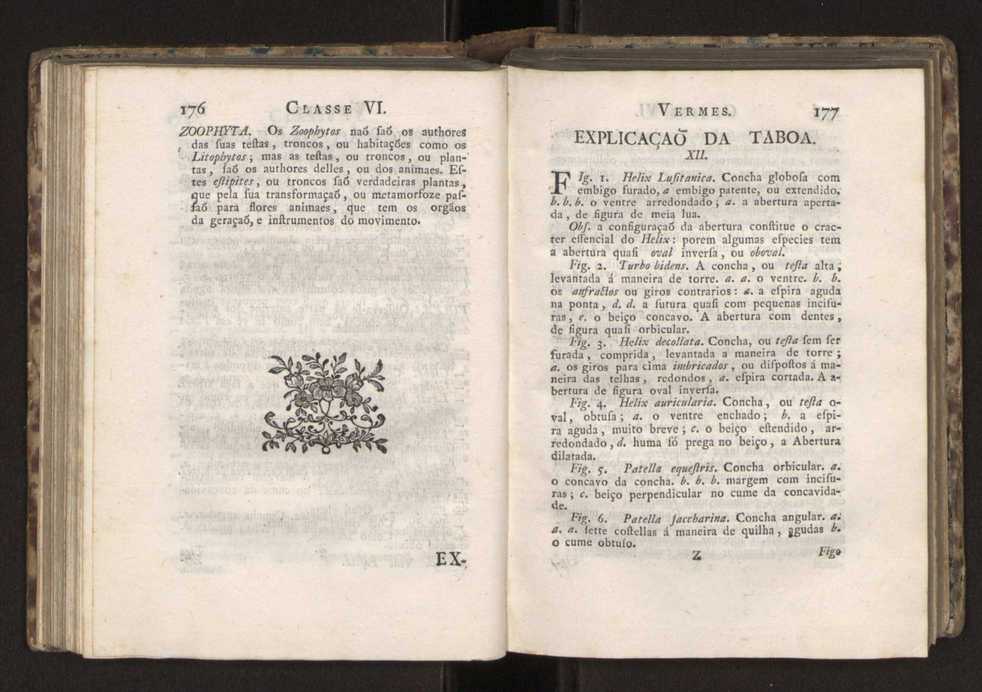 176 CLASSE VI.
ZOOPHYTA. Os Zoophytos naõ ſaõ os authores
das ſuas teſtas, troncos, ou habitações como os
Litophytos; mas as teſtas, ou troncos, ou plan-
tas, ſaõ os authores delles, ou dos animaes. Eſ-
tes eſtipites, ou troncos ſaõ verdadeiras plantas,
que pela ſua transformaçaõ, ou metamorfoze paſ-
ſaõ para flores animaes, que tem os orgãos
da geraçaõ, e inſtrumentos do movimento.
EX-
VERMES. 177
EXPLICAÇAÕ DA TABOA.
XII.
FIg. 1. Helix Luſitanica. Concha globoſa com
embigo furado, a embigo patente, ou extendido.
b. b. b. o ventre arredondado; a. a abertura aperta-
da, de figura de meia lua.
Obſ. a configuraçaõ da abertura conſtitue o crac-
ter eſſencial do Helix: porem algumas eſpecies tem
a abertura quaſi oval inverſa, ou oboval.
Fig. 2. Turbo bidens. A concha, ou teſta alta;
levantada á maneira de torre. a. a. o ventre. b. b.
os anfractos ou giros contrarios: a. a eſpira aguda
na ponta, d. d. a ſutura quaſi com pequenas inciſu-
ras, e. o beiço concavo. A abertura com dentes,
de figura quaſi orbicular.
Fig. 3. Helix decollata. Concha, ou teſta ſem ſer
furada, comprida, levantada a maneira de torre;
a. os giros para cima imbricados, ou diſpoſtos á ma-
neira das telhas, redondos, a. eſpira cortada. A a-
bertura de figura oval inverſa.
Fig. 4. Helix auricularia. Concha, ou teſta o-
val, obtuſa; a. o ventre enchado; b. a eſpi-
ra aguda, muito breve; c. o beiço eſtendido, ar-
redondado, d. huma ſó prega no beiço, a Abertura
dilatada.
Fig. 5. Patella equeſtris. Concha orbicular. a.
o concavo da concha. b. b. b. margem com inciſu-
ras; c. beiço perpendicular no cume da concavida-
de.
Fig. 6. Patella ſaccharina. Concha angular. a.
a. a. ſette coſtellas á maneira de quilha, agudas b.
o cume obtuſo.
Z Fig.